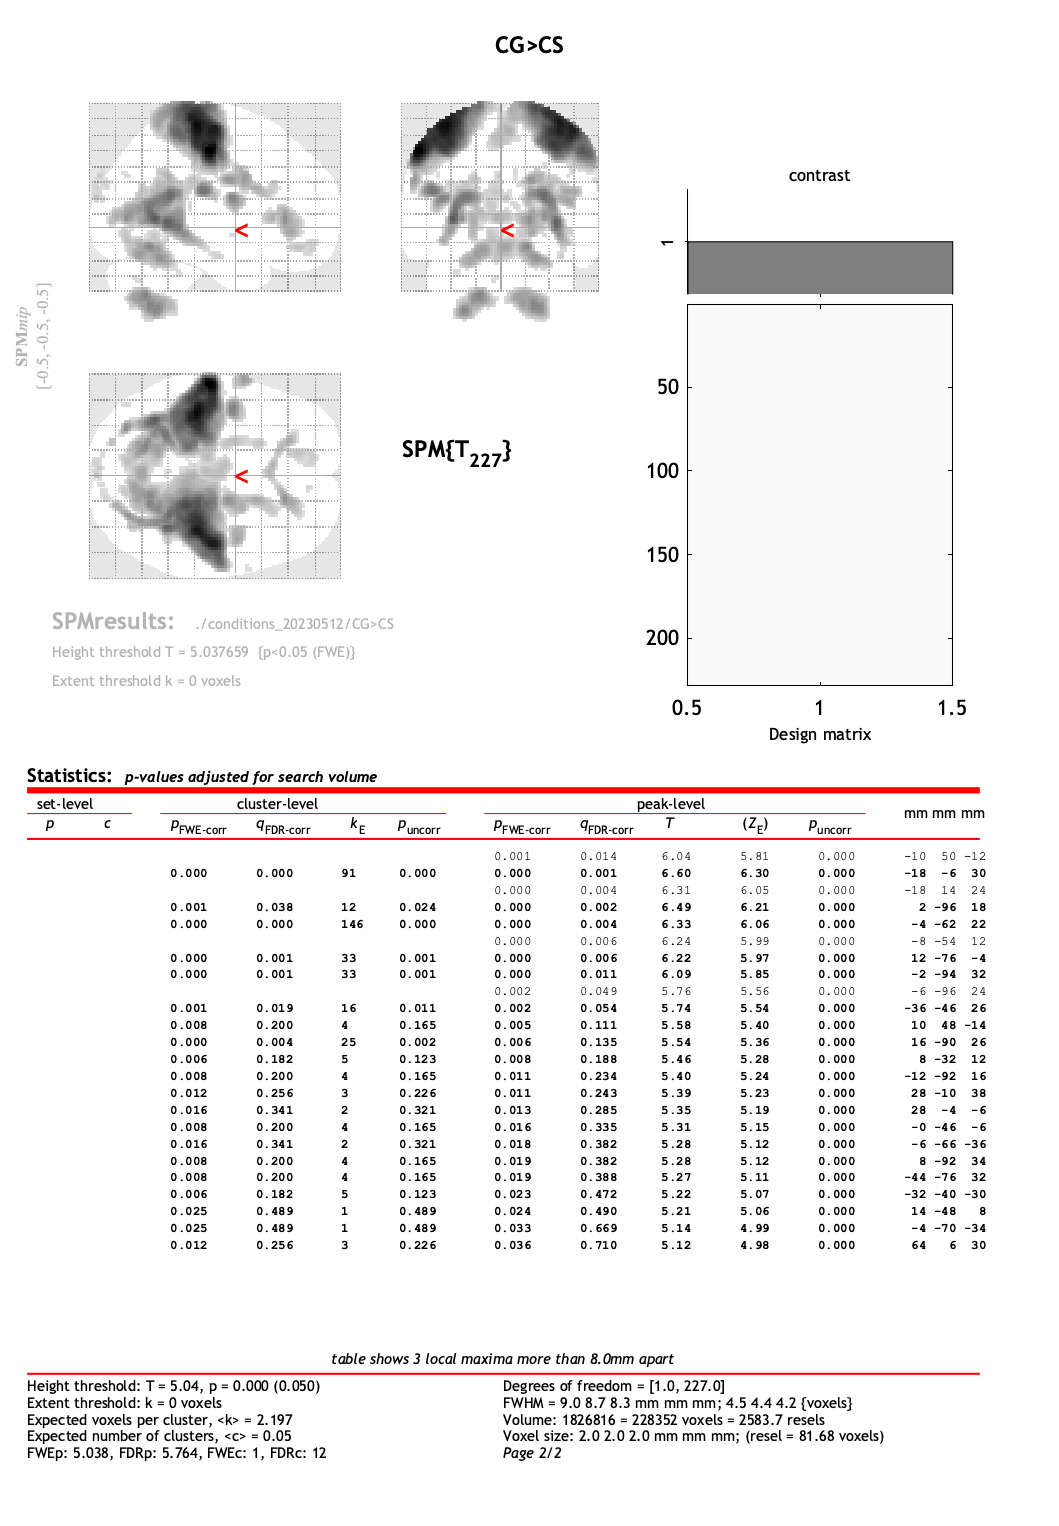 CG>CS
contrast
1
<
<
SPMmip
[-0.5, -0.5, -0.5]
50
100
150
200
0.5 1 1.5
Design matrix
<
SPM{T227}
SPMresults: ./conditions_20230512/CG>CS
Height threshold T = 5.037659 {p<0.05 (FWE)}
Extent threshold k = 0 voxels
Statistics: p-values adjusted for search volume
set-level cluster-level peak-level mm mm mm
p c pFWE-corr qFDR-corr kE puncorr pFWE-corr qFDR-corr T (ZE) puncorr
0.001 0.014 6.04 5.81 0.000 -10 50 -12
0.000 0.000 91 0.000 0.000 0.001 6.60 6.30 0.000 -18 -6 30
0.000 0.004 6.31 6.05 0.000 -18 14 24
0.001 0.038 12 0.024 0.000 0.002 6.49 6.21 0.000 2 -96 18
0.000 0.000 146 0.000 0.000 0.004 6.33 6.06 0.000 -4 -62 22
0.000 0.006 6.24 5.99 0.000 -8 -54 12
0.000 0.001 33 0.001 0.000 0.006 6.22 5.97 0.000 12 -76 -4
0.000 0.001 33 0.001 0.000 0.011 6.09 5.85 0.000 -2 -94 32
0.002 0.049 5.76 5.56 0.000 -6 -96 24
0.001 0.019 16 0.011 0.002 0.054 5.74 5.54 0.000 -36 -46 26
0.008 0.200 4 0.165 0.005 0.111 5.58 5.40 0.000 10 48 -14
0.000 0.004 25 0.002 0.006 0.135 5.54 5.36 0.000 16 -90 26
0.006 0.182 5 0.123 0.008 0.188 5.46 5.28 0.000 8 -32 12
0.008 0.200 4 0.165 0.011 0.234 5.40 5.24 0.000 -12 -92 16
0.012 0.256 3 0.226 0.011 0.243 5.39 5.23 0.000 28 -10 38
0.016 0.341 2 0.321 0.013 0.285 5.35 5.19 0.000 28 -4 -6
0.008 0.200 4 0.165 0.016 0.335 5.31 5.15 0.000 -0 -46 -6
0.016 0.341 2 0.321 0.018 0.382 5.28 5.12 0.000 -6 -66 -36
0.008 0.200 4 0.165 0.019 0.382 5.28 5.12 0.000 8 -92 34
0.008 0.200 4 0.165 0.019 0.388 5.27 5.11 0.000 -44 -76 32
0.006 0.182 5 0.123 0.023 0.472 5.22 5.07 0.000 -32 -40 -30
0.025 0.489 1 0.489 0.024 0.490 5.21 5.06 0.000 14 -48 8
0.025 0.489 1 0.489 0.033 0.669 5.14 4.99 0.000 -4 -70 -34
0.012 0.256 3 0.226 0.036 0.710 5.12 4.98 0.000 64 6 30
table shows 3 local maxima more than 8.0mm apart
Height threshold: T = 5.04, p = 0.000 (0.050)
Extent threshold: k = 0 voxels
Expected voxels per cluster, <k> = 2.197
Expected number of clusters, <c> = 0.05
FWEp: 5.038, FDRp: 5.764, FWEc: 1, FDRc: 12
Degrees of freedom = [1.0, 227.0]
FWHM = 9.0 8.7 8.3 mm mm mm; 4.5 4.4 4.2 {voxels}
Volume: 1826816 = 228352 voxels = 2583.7 resels
Voxel size: 2.0 2.0 2.0 mm mm mm; (resel = 81.68 voxels)
Page 2/2